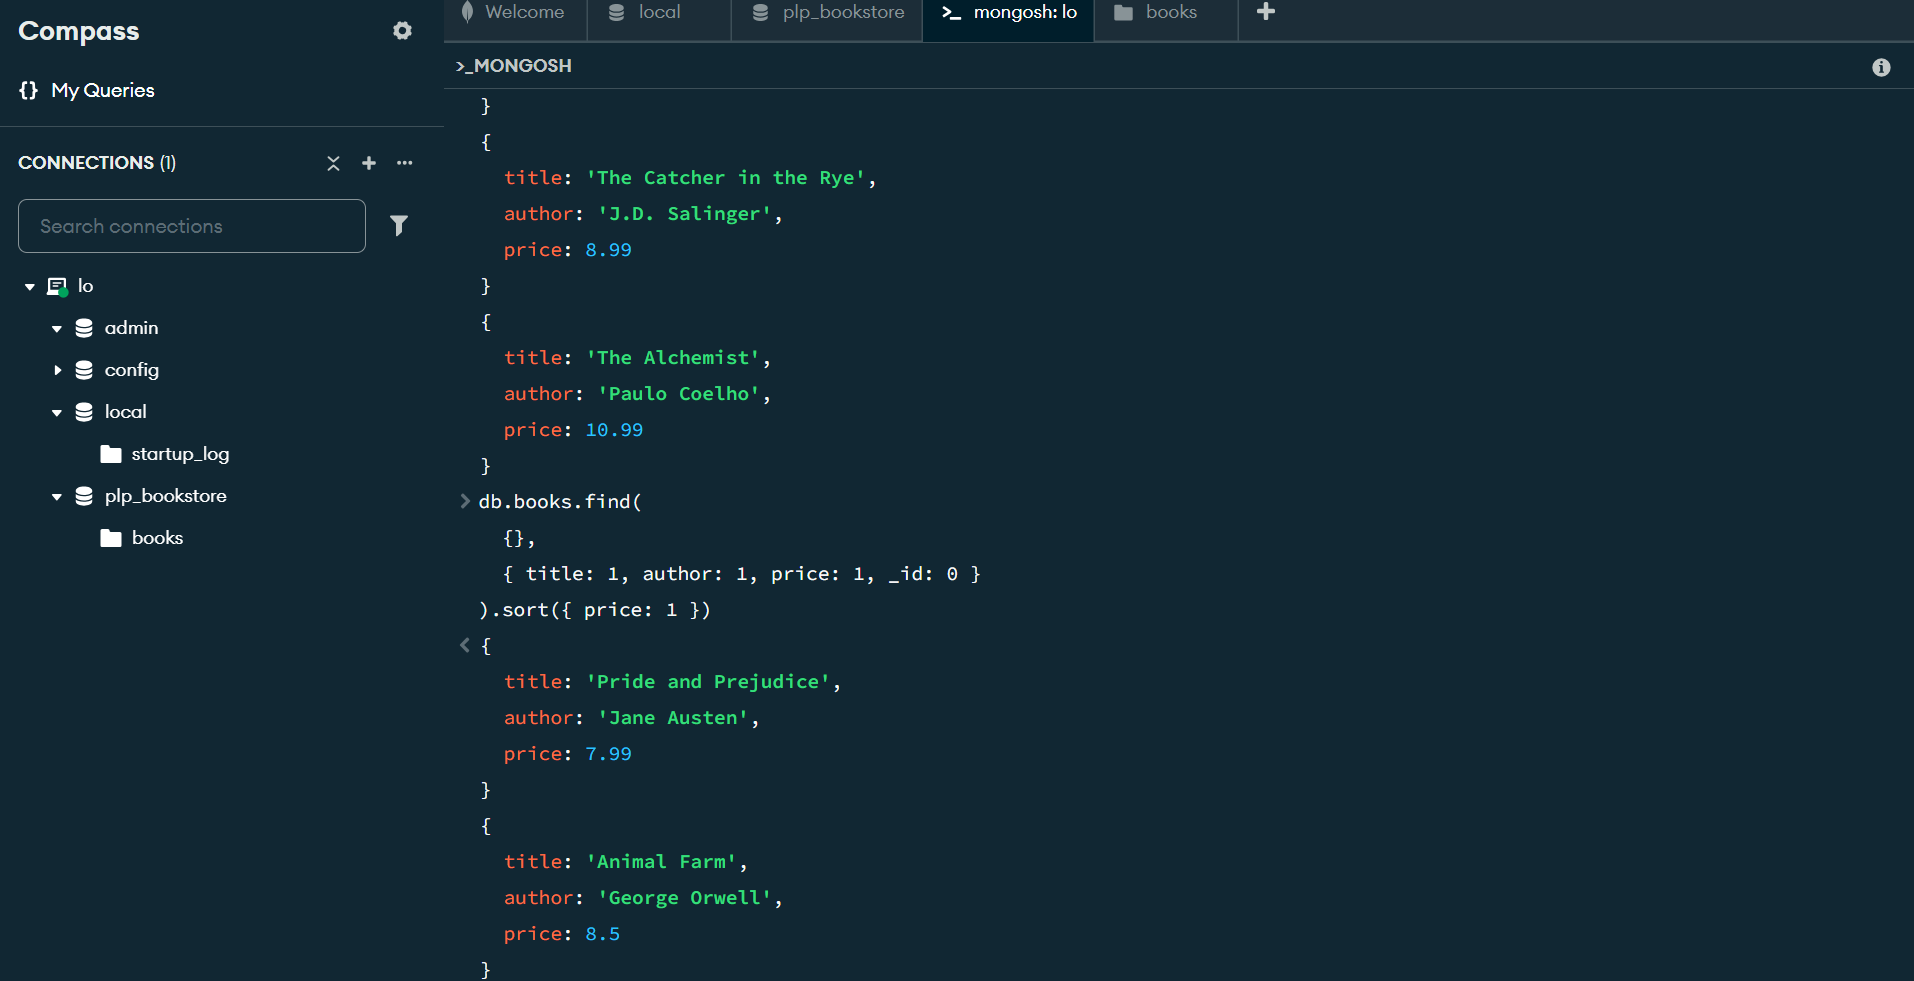 Compass
My Queries
CONNECTIONS (1)
Search connections
lo
admin
config
local
startup_log
plp_bookstore
books
Welcome
local
plp_bookstore
>_ mongosh: lo
books
>_MONGOSH
}
{
title: 'The Catcher in the Rye',
author: 'J.D. Salinger',
price: 8.99
}
{
title: 'The Alchemist',
author: 'Paulo Coelho',
price: 10.99
}
> db.books.find(
{},
{ title: 1, author: 1, price: 1, _id: 0 }
).sort({ price: 1 })
< {
title: 'Pride and Prejudice',
author: 'Jane Austen',
price: 7.99
}
{
title: 'Animal Farm',
author: 'George Orwell',
price: 8.5
}